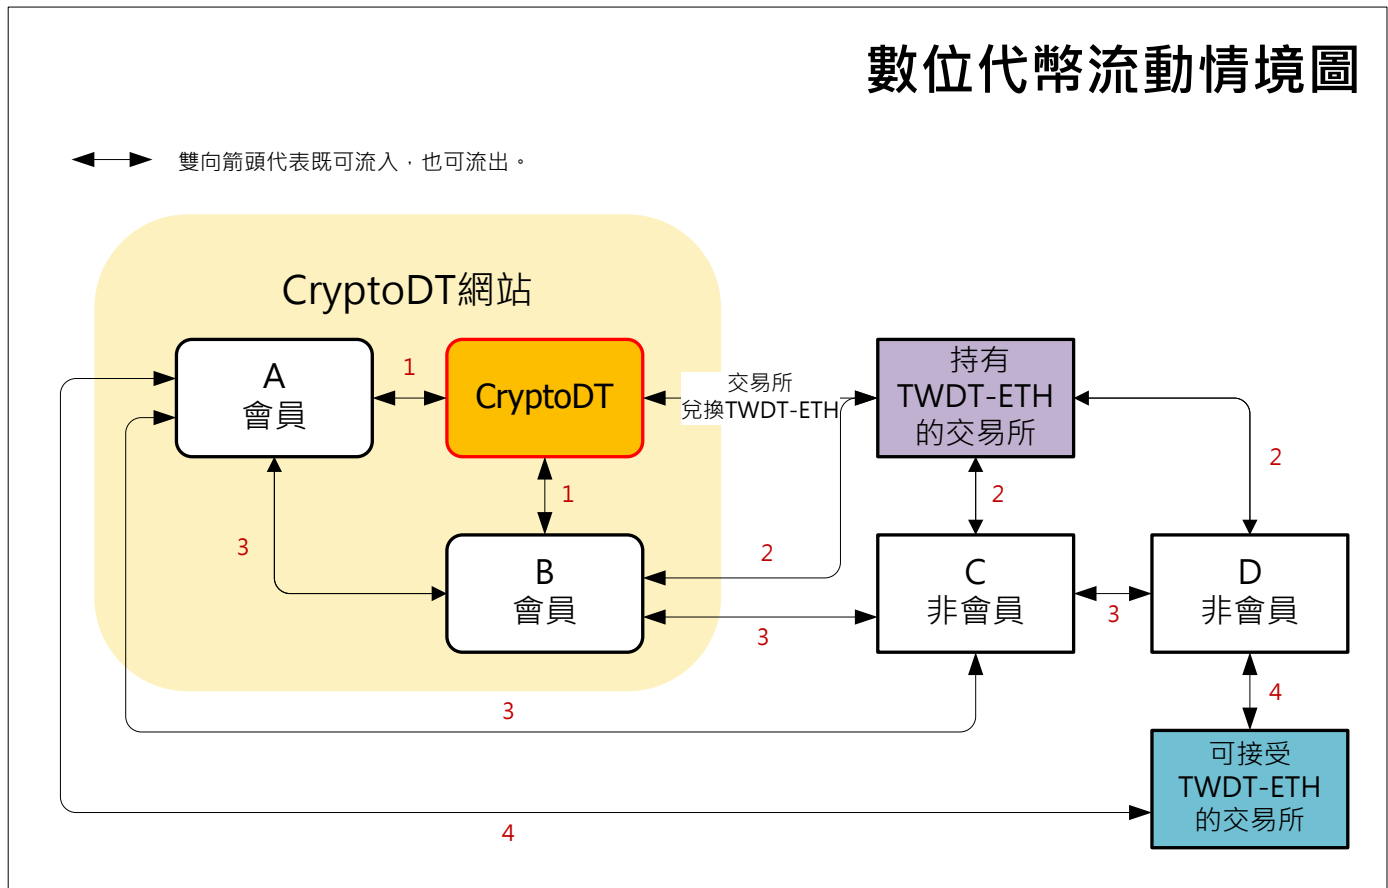 數位代幣流動情境圖
雙向箭頭代表既可流入，也可流出。
CryptoDT網站
A
會員
1
CryptoDT
交易所
兌換TWDT-ETH
持有
TWDT-ETH
的交易所
1
2
2
3
B
會員
2
3
C
非會員
3
D
非會員
3
4
可接受
TWDT-ETH
的交易所
4